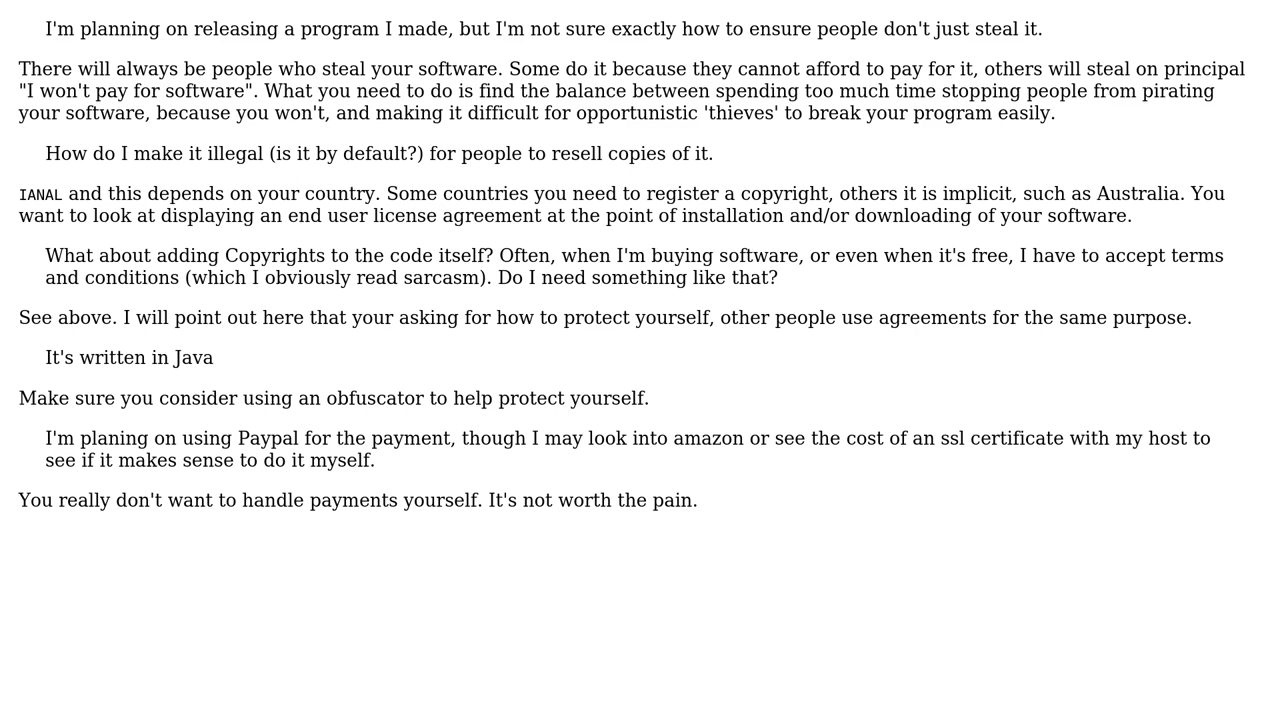 I'm planning on releasing a program I made, but I'm not sure exactly how to ensure people don't just steal it.
There will always be people who steal your software. Some do it because they cannot afford to pay for it, others will steal on principal
"I won't pay for software". What you need to do is find the balance between spending too much time stopping people from pirating
your software, because you won't, and making it difficult for opportunistic 'thieves' to break your program easily.
How do I make it illegal (is it by default?) for people to resell copies of it.
IANAL and this depends on your country. Some countries you need to register a copyright, others it is implicit, such as Australia. You
want to look at displaying an end user license agreement at the point of installation and/or downloading of your software.
What about adding Copyrights to the code itself? Often, when I'm buying software, or even when it's free, I have to accept terms
and conditions (which I obviously read sarcasm). Do I need something like that?
See above. I will point out here that your asking for how to protect yourself, other people use agreements for the same purpose.
It's written in Java
Make sure you consider using an obfuscator to help protect yourself.
I'm planing on using Paypal for the payment, though I may look into amazon or see the cost of an ssl certificate with my host to
see if it makes sense to do it myself.
You really don't want to handle payments yourself. It's not worth the pain.